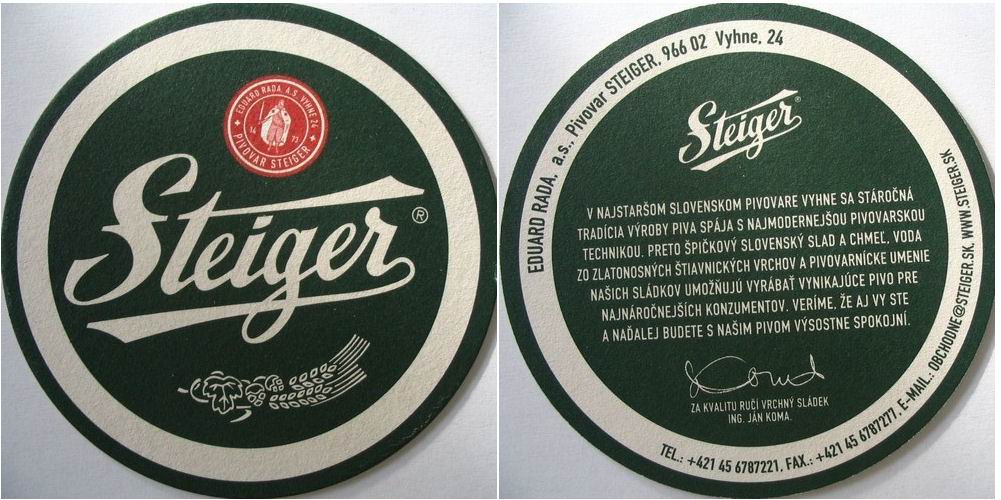 EDUARD RADA A.S. VYHNE 24
14 73
PIVOVAR STEIGER
Steiger®
EDUARD RADA, a.s., Pivovar STEIGER, 966 02 Vyhne, 24
Steiger®
V NAJSTARŠOM SLOVENSKOM PIVOVARE VYHNE SA STÁROČNÁ
TRADÍCIA VÝROBY PIVA SPÁJA S NAJMODERNEJŠOU PIVOVARSKOU
TECHNIKOU. PRETO ŠPIČKOVÝ SLOVENSKÝ SLAD A CHMEĽ, VODA
ZO ZLATONOSNÝCH ŠTIAVNICKÝCH VRCHOV A PIVOVARNÍCKE UMENIE
NAŠICH SLÁDKOV UMOŽŇUJÚ VYRÁBAŤ VYNIKAJÚCE PIVO PRE
NAJNÁROČNEJŠÍCH KONZUMENTOV. VERÍME, ŽE AJ VY STE
A NAĎALEJ BUDETE S NAŠIM PIVOM VÝSOSTNE SPOKOJNÍ.
ZA KVALITU RUČÍ VRCHNÝ SLÁDEK
ING. JÁN KOMA.
TEL.: +421 45 6787221, FAX.: +421 45 6787277, E-MAIL.: OBCHODNE@STEIGER.SK, WWW.STEIGER.SK